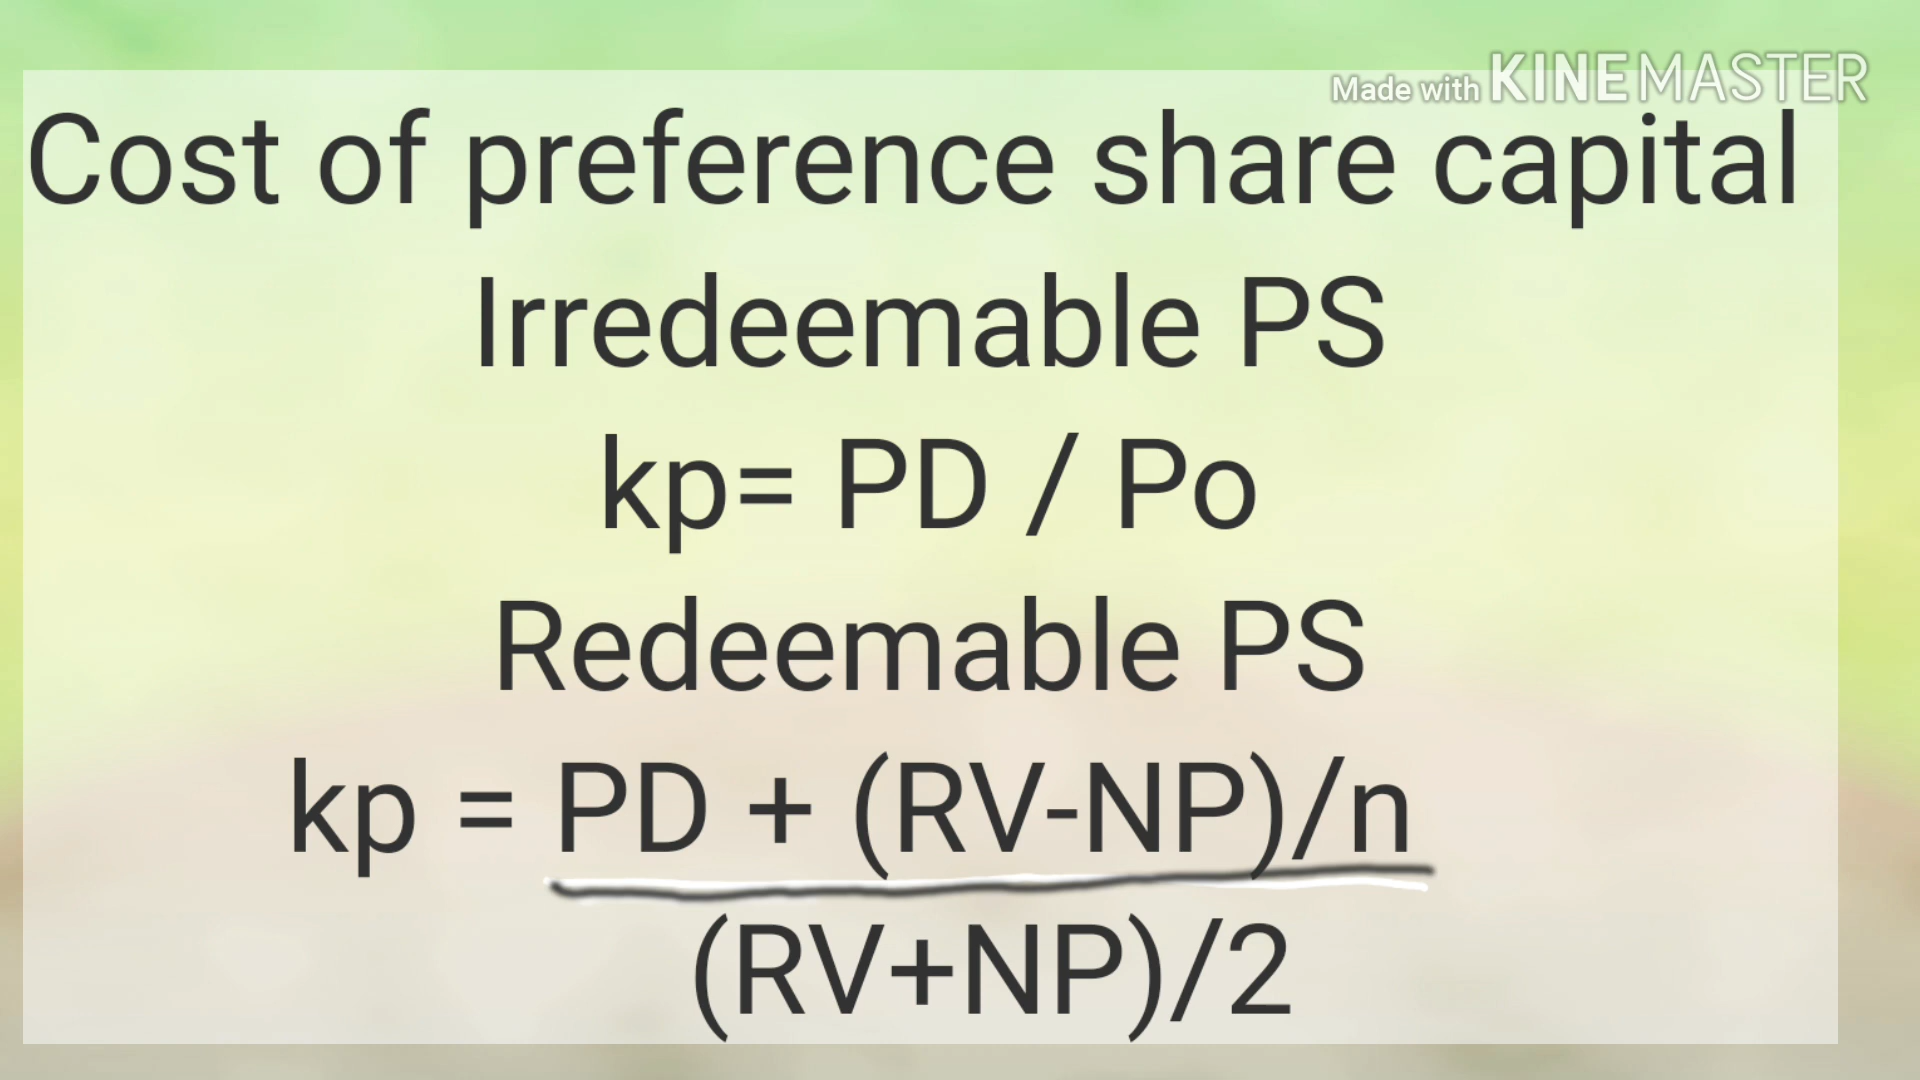 Made with KINEMASTER
Cost of preference share capital
Irredeemable PS
kp= PD / Po
Redeemable PS
kp = PD + (RV-NP)/n
(RV+NP)/2